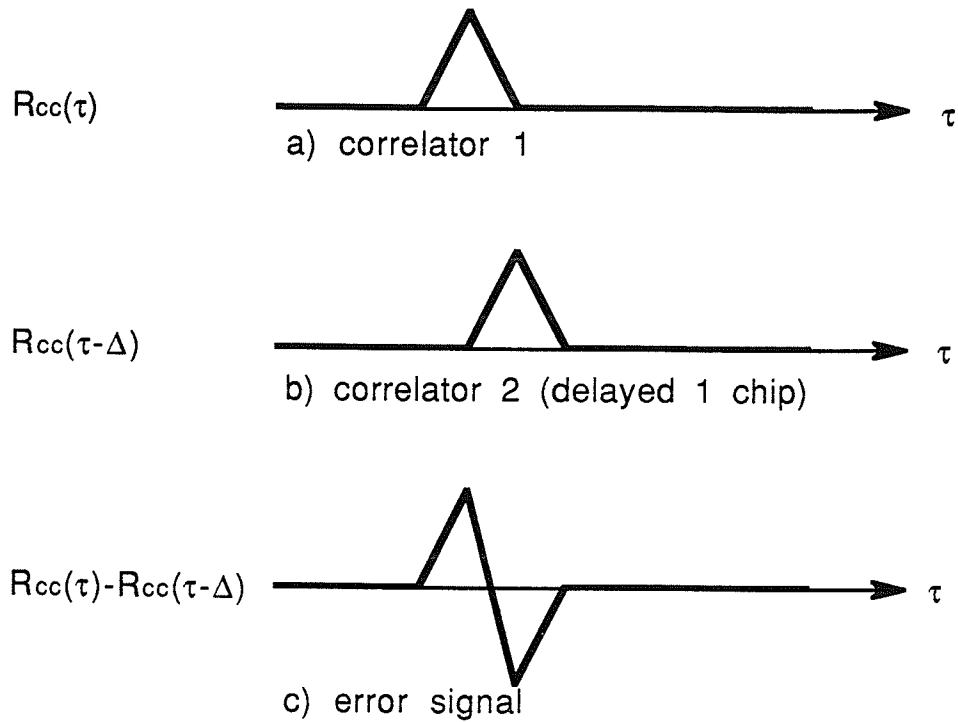 Rcc(τ)
τ
a) correlator 1
Rcc(τ-Δ)
τ
b) correlator 2 (delayed 1 chip)
Rcc(τ)-Rcc(τ-Δ)
τ
c) error signal